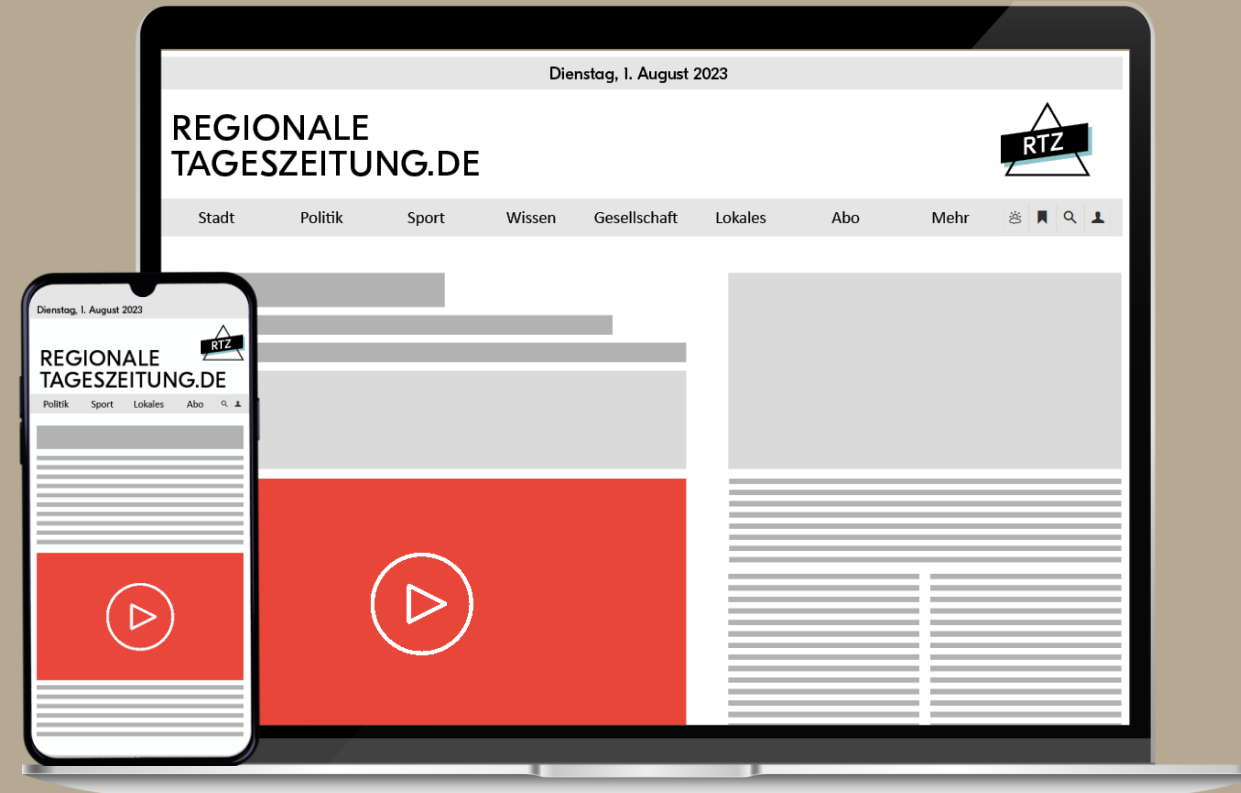 Dienstag, 1. August 2023
REGIONALE
TAGESZEITUNG.DE
RTZ
Stadt Politik Sport Wissen Gesellschaft Lokales Abo Mehr
Dienstag, 1. August 2023
RTZ
REGIONALE
TAGESZEITUNG.DE
Politik Sport Lokales Abo